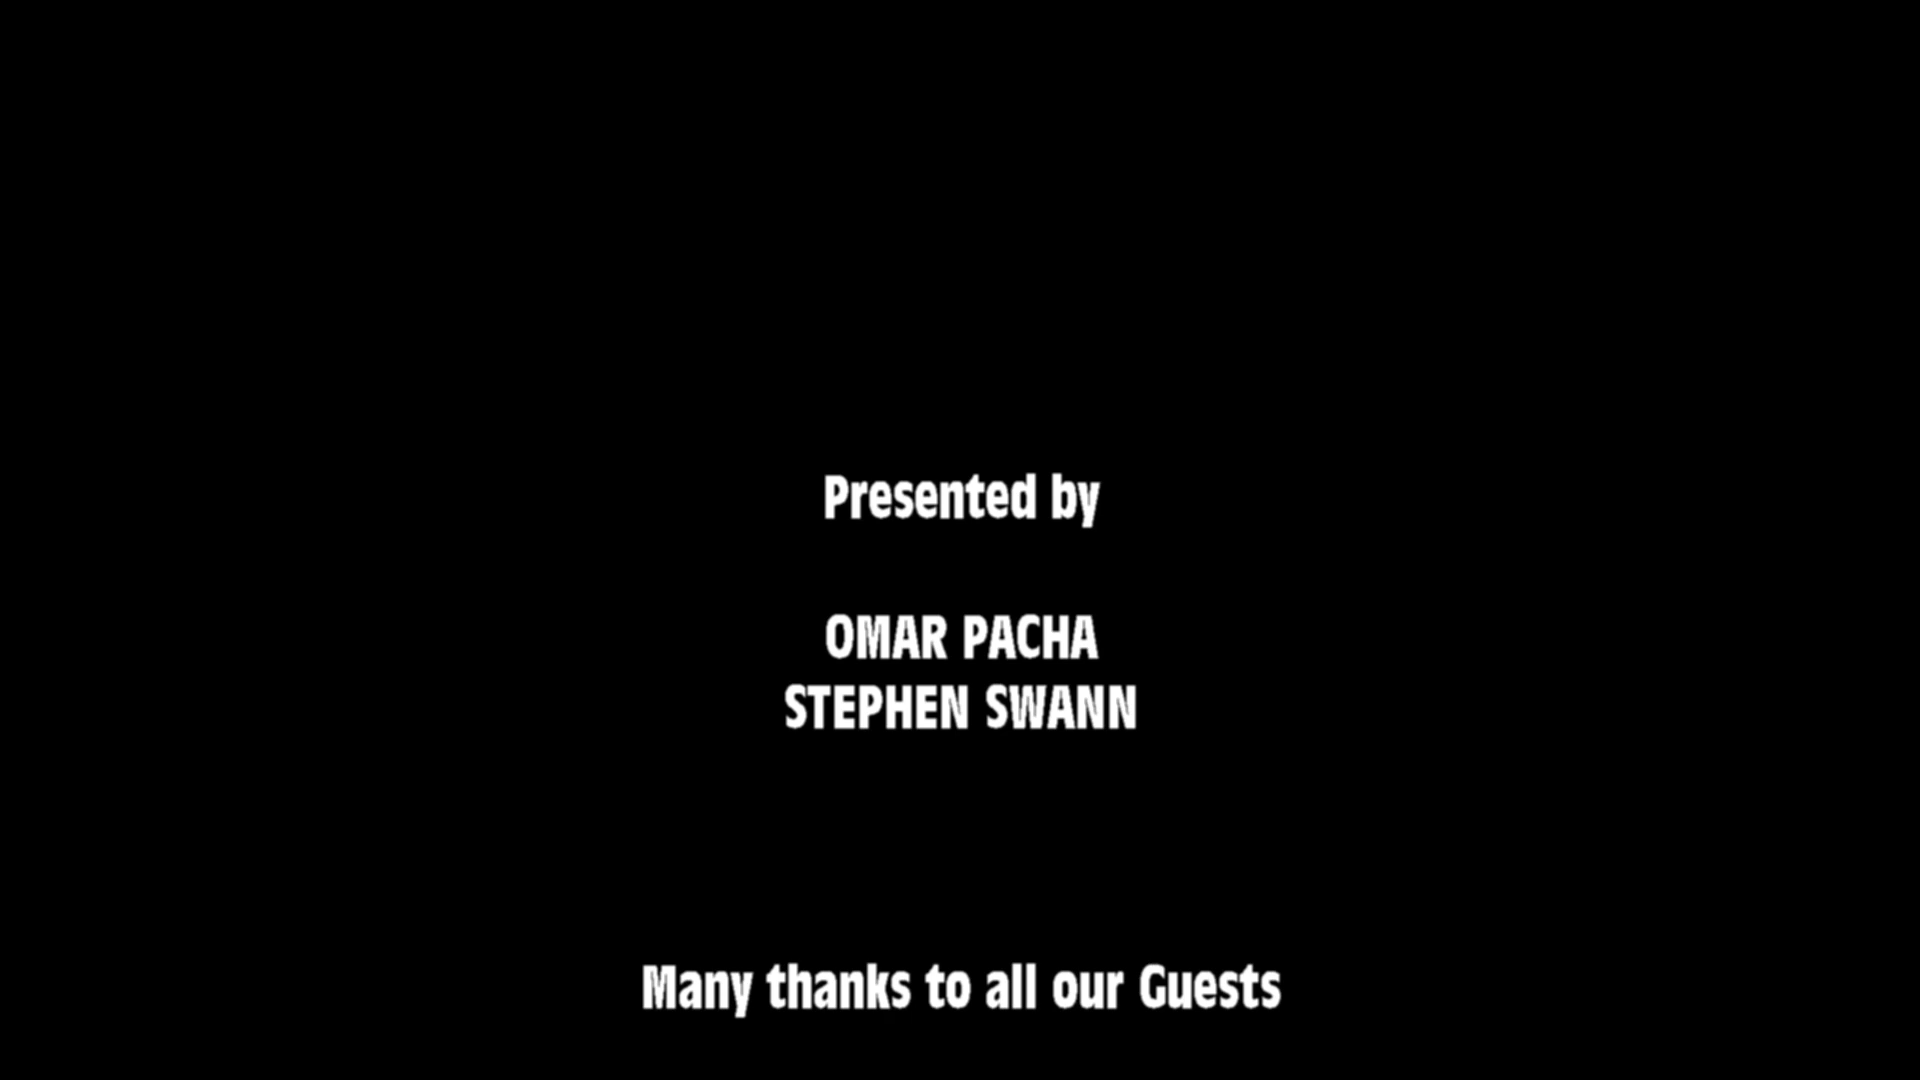 Presented by
OMAR PACHA
STEPHEN SWANN
Many thanks to all our Guests